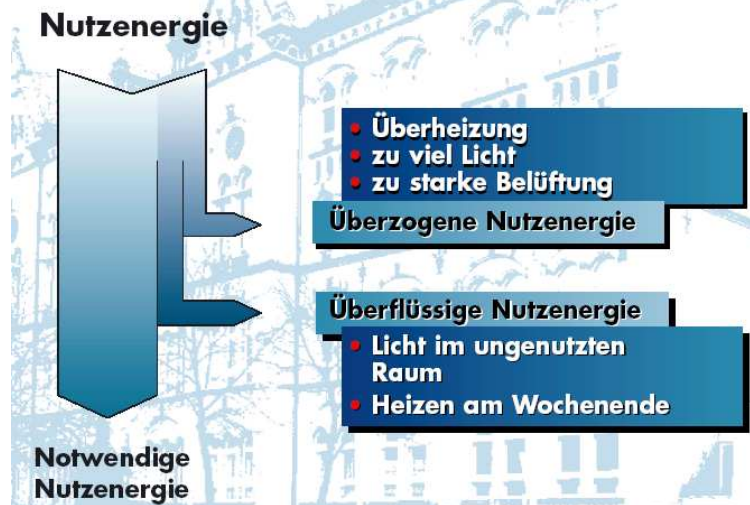 Nutzenergie
• Überheizung
• zu viel Licht
• zu starke Belüftung
Überzogene Nutzenergie
Überflüssige Nutzenergie
• Licht im ungenutzten
Raum
• Heizen am Wochenende
Notwendige
Nutzenergie